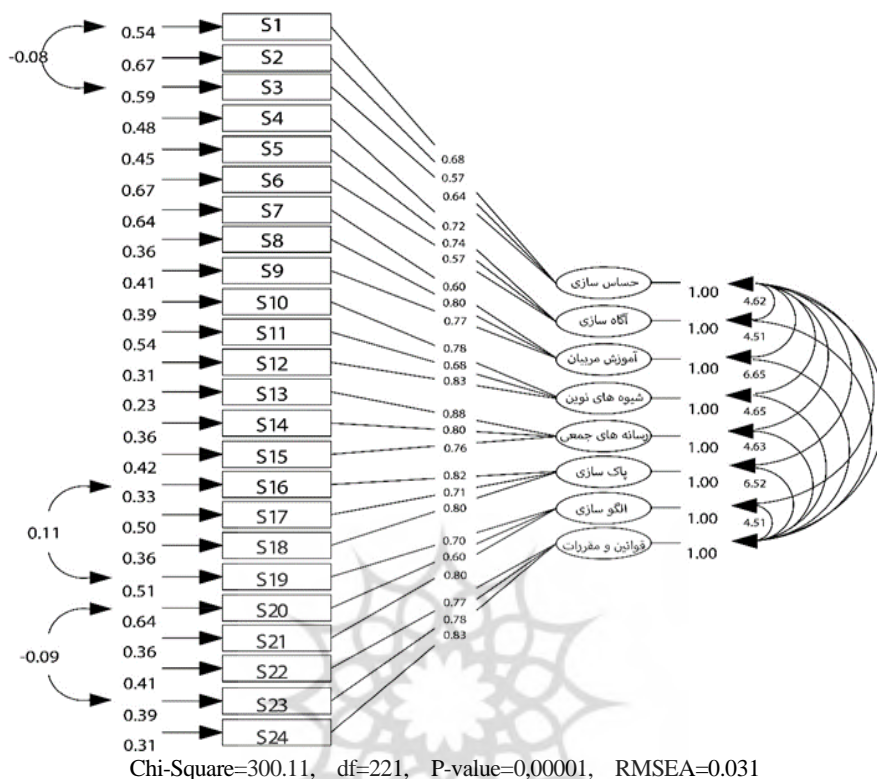 0.54 S1
-0.08
0.67 S2
0.59 S3
0.48 S4
0.45 S5
0.67 S6
0.64 S7
0.36 S8
0.41 S9
0.39 S10
0.54 S11
0.31 S12
0.23 S13
0.36 S14
0.42 S15
0.33 S16
0.50 S17
0.11
0.36 S18
0.51 S19
0.64 S20
0.36 S21
-0.09
0.41 S22
0.39 S23
0.31 S24
0.68
0.57
0.64
0.72
0.74
0.57
0.60
0.80
0.77
0.78
0.68
0.83
0.88
0.80
0.76
0.82
0.71
0.80
0.70
0.60
0.80
0.77
0.78
0.83
حساس سازی
آگاه سازی
آموزش مربیان
شیوه های نوین
رسانه های جمعی
پاک سازی
الگو سازی
قوانین و مقررات
1.00
1.00
1.00
1.00
1.00
1.00
1.00
1.00
4.62
4.51
6.65
4.65
4.63
6.52
4.51
Chi-Square=300.11, df=221, P-value=0,00001, RMSEA=0.031